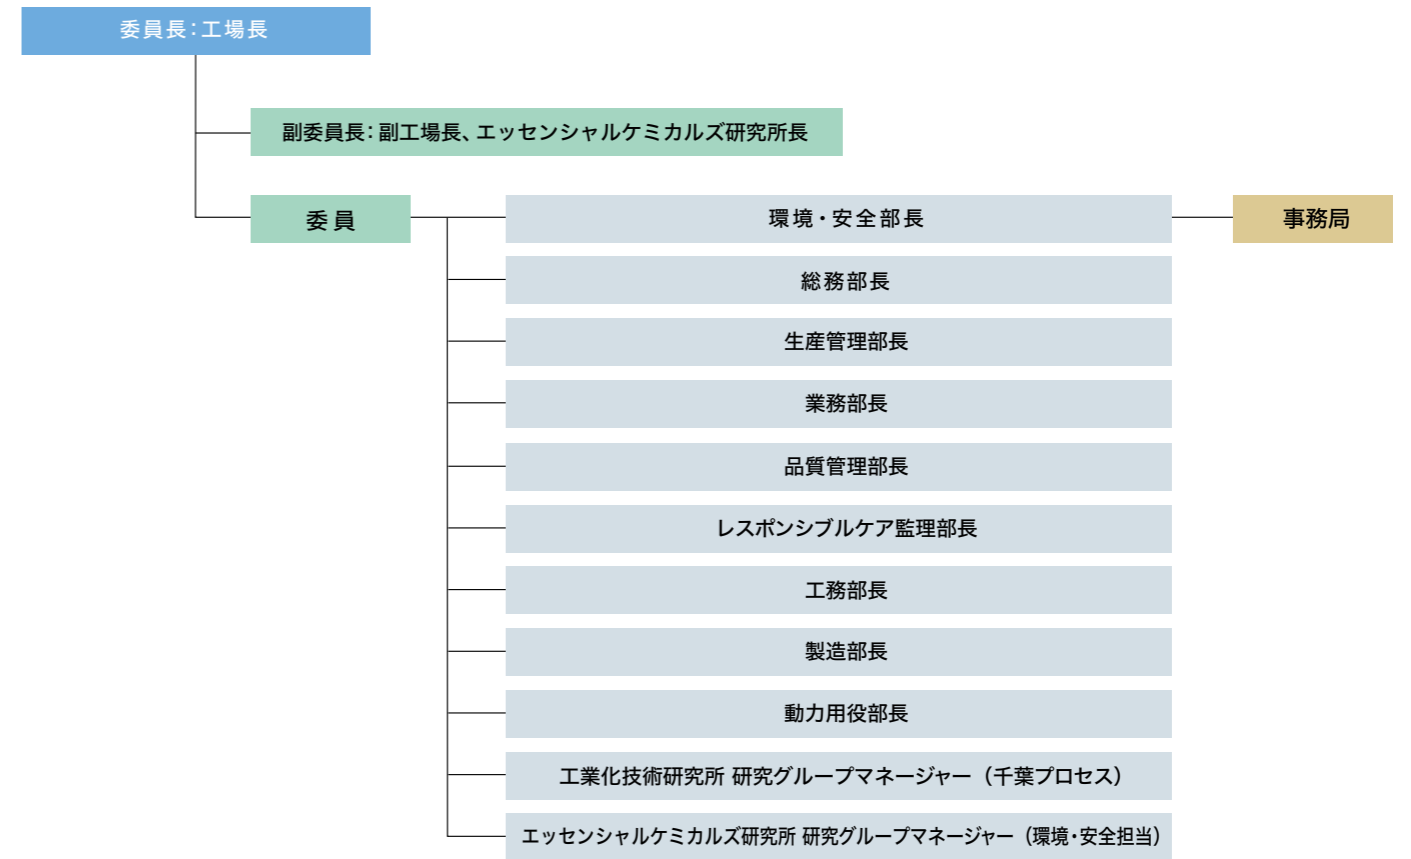 委員長：工場長
副委員長：副工場長、エッセンシャルケミカルズ研究所長
委員
環境・安全部長
事務局
総務部長
生産管理部長
業務部長
品質管理部長
レスポンシブルケア監理部長
工務部長
製造部長
動力用役部長
工業化技術研究所 研究グループマネージャー（千葉プロセス）
エッセンシャルケミカルズ研究所 研究グループマネージャー（環境・安全担当）